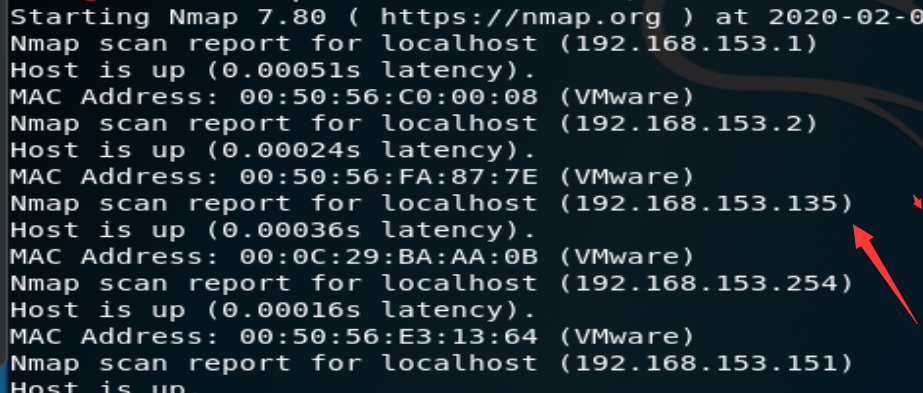 Starting Nmap 7.80 ( https://nmap.org ) at 2020-02-0
Nmap scan report for localhost (192.168.153.1)
Host is up (0.00051s latency).
MAC Address: 00:50:56:C0:00:08 (VMware)
Nmap scan report for localhost (192.168.153.2)
Host is up (0.00024s latency).
MAC Address: 00:50:56:FA:87:7E (VMware)
Nmap scan report for localhost (192.168.153.135)
Host is up (0.00036s latency).
MAC Address: 00:0C:29:BA:AA:0B (VMware)
Nmap scan report for localhost (192.168.153.254)
Host is up (0.00016s latency).
MAC Address: 00:50:56:E3:13:64 (VMware)
Nmap scan report for localhost (192.168.153.151)
Host is up